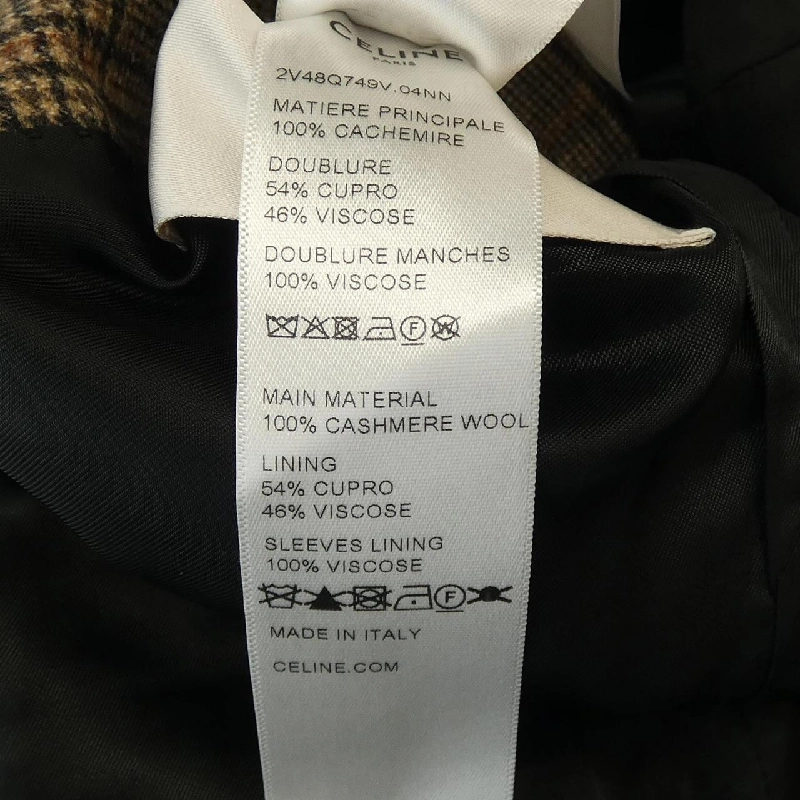 CELINE
PARIS
2V48Q749V.04NN
MATIERE PRINCIPALE
100% CACHEMIRE
DOUBLURE
54% CUPRO
46% VISCOSE
DOUBLURE MANCHES
100% VISCOSE
F W
MAIN MATERIAL
100% CASHMERE WOOL
LINING
54% CUPRO
46% VISCOSE
SLEEVES LINING
100% VISCOSE
F
MADE IN ITALY
CELINE.COM